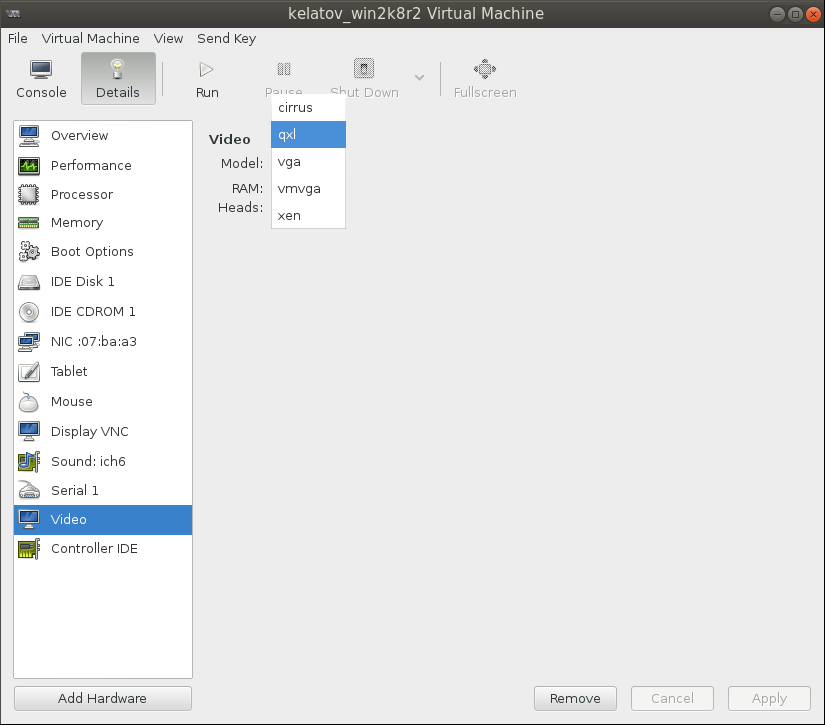 kelatov_win2k8r2 Virtual Machine
File Virtual Machine View Send Key
Console Details Run Pause Shut Down Fullscreen
cirrus
qxl
vga
vmvga
xen
Video
Model:
RAM:
Heads:
Overview
Performance
Processor
Memory
Boot Options
IDE Disk 1
IDE CDROM 1
NIC :07:ba:a3
Tablet
Mouse
Display VNC
Sound: ich6
Serial 1
Video
Controller IDE
Add Hardware
Remove Cancel Apply